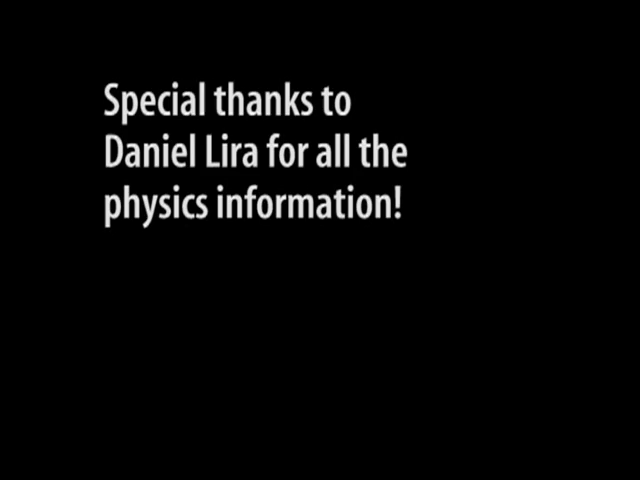 Special thanks to
Daniel Lira for all the
physics information!